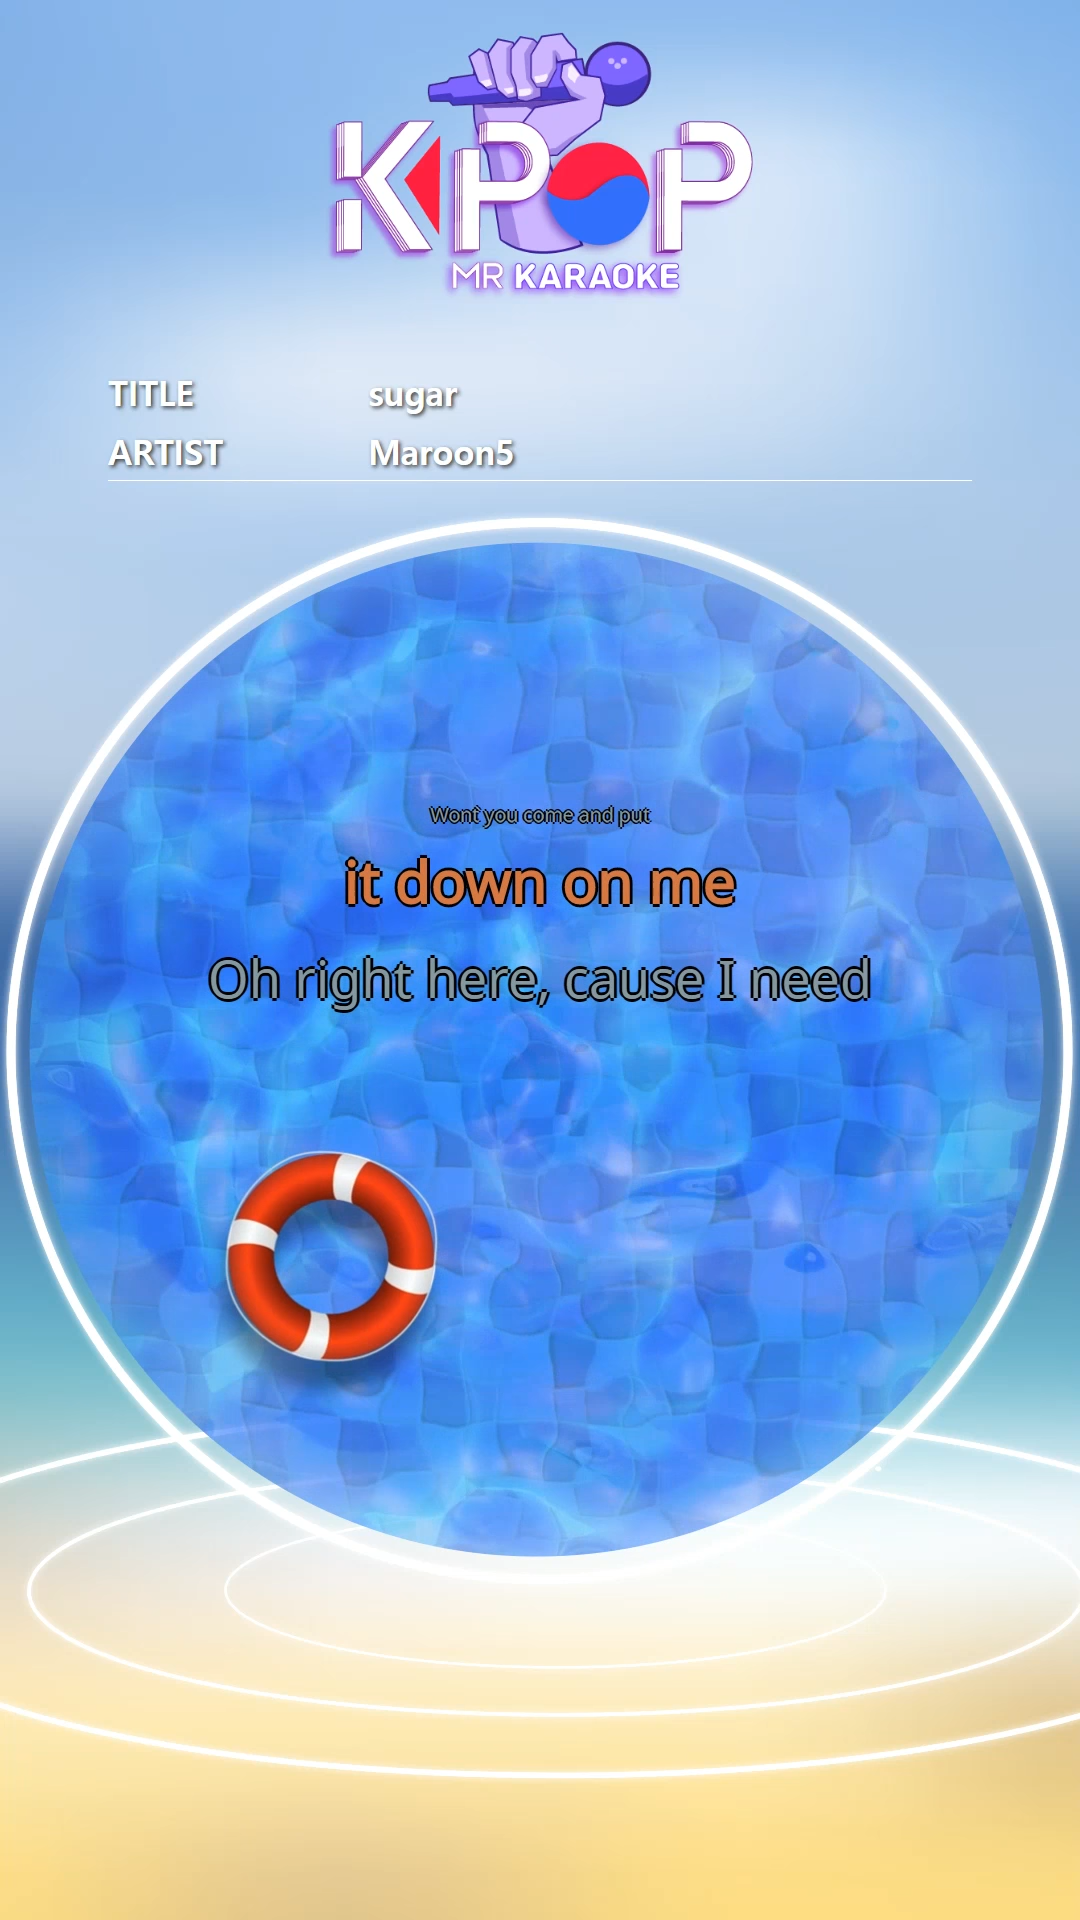 KPOP
MR KARAOKE
TITLE sugar
ARTIST Maroon5
Wont`you come and put
it down on me
Oh right here, cause I need